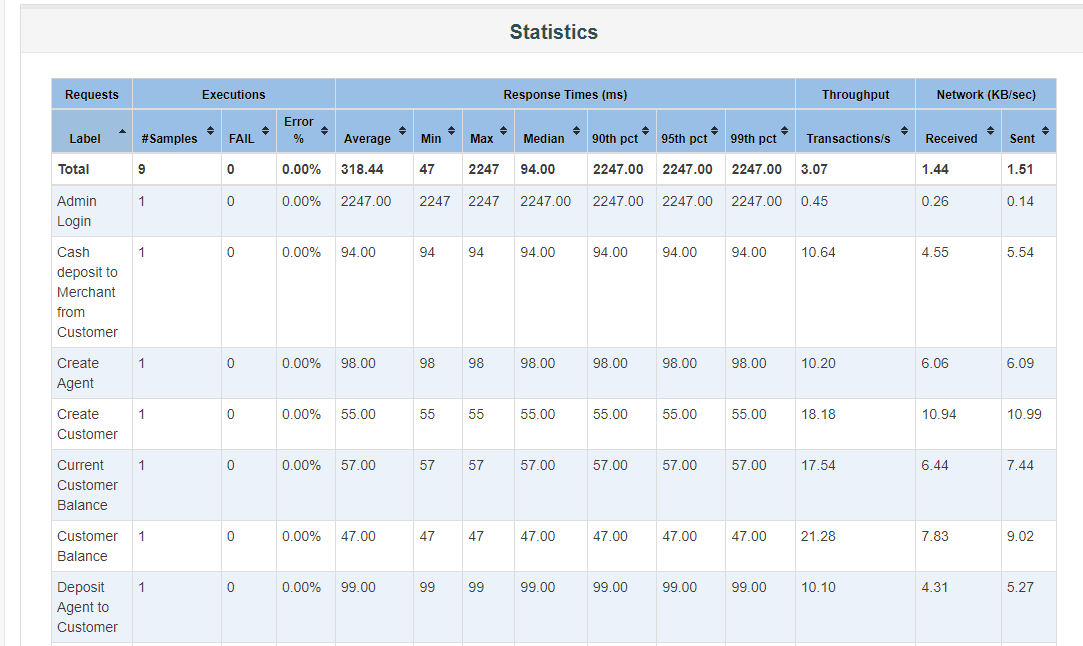 Statistics
Requests Executions Response Times (ms) Throughput Network (KB/sec)
Label #Samples FAIL Error % Average Min Max Median 90th pct 95th pct 99th pct Transactions/s Received Sent
Total 9 0 0.00% 318.44 47 2247 94.00 2247.00 2247.00 2247.00 3.07 1.44 1.51
Admin Login 1 0 0.00% 2247.00 2247 2247 2247.00 2247.00 2247.00 2247.00 0.45 0.26 0.14
Cash deposit to Merchant from Customer 1 0 0.00% 94.00 94 94 94.00 94.00 94.00 94.00 10.64 4.55 5.54
Create Agent 1 0 0.00% 98.00 98 98 98.00 98.00 98.00 98.00 10.20 6.06 6.09
Create Customer 1 0 0.00% 55.00 55 55 55.00 55.00 55.00 55.00 18.18 10.94 10.99
Current Customer Balance 1 0 0.00% 57.00 57 57 57.00 57.00 57.00 57.00 17.54 6.44 7.44
Customer Balance 1 0 0.00% 47.00 47 47 47.00 47.00 47.00 47.00 21.28 7.83 9.02
Deposit Agent to Customer 1 0 0.00% 99.00 99 99 99.00 99.00 99.00 99.00 10.10 4.31 5.27